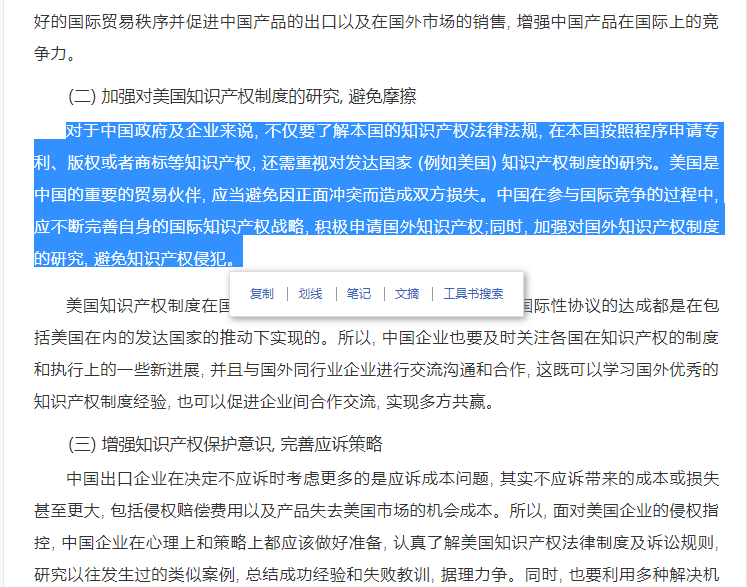 好的国际贸易秩序并促进中国产品的出口以及在国外市场的销售, 增强中国产品在国际上的竞
争力。
(二) 加强对美国知识产权制度的研究, 避免摩擦
对于中国政府及企业来说, 不仅要了解本国的知识产权法律法规, 在本国按照程序申请专
利、版权或者商标等知识产权, 还需重视对发达国家 (例如美国) 知识产权制度的研究。美国是
中国的重要的贸易伙伴, 应当避免因正面冲突而造成双方损失。中国在参与国际竞争的过程中,
应不断完善自身的国际知识产权战略, 积极申请国外知识产权;同时, 加强对国外知识产权制度
的研究, 避免知识产权侵犯。
复制 | 划线 | 笔记 | 文摘 | 工具书搜索
美国知识产权制度在国 国际性协议的达成都是在包
括美国在内的发达国家的推动下实现的。所以, 中国企业也要及时关注各国在知识产权的制度
和执行上的一些新进展, 并且与国外同行业企业进行交流沟通和合作, 这既可以学习国外优秀的
知识产权制度经验, 也可以促进企业间合作交流, 实现多方共赢。
(三) 增强知识产权保护意识, 完善应诉策略
中国出口企业在决定不应诉时考虑更多的是应诉成本问题, 其实不应诉带来的成本或损失
甚至更大, 包括侵权赔偿费用以及产品失去美国市场的机会成本。所以, 面对美国企业的侵权指
控, 中国企业在心理上和策略上都应该做好准备, 认真了解美国知识产权法律制度及诉讼规则,
研究以往发生过的类似案例, 总结成功经验和失败教训, 据理力争。同时, 也要利用多种解决机